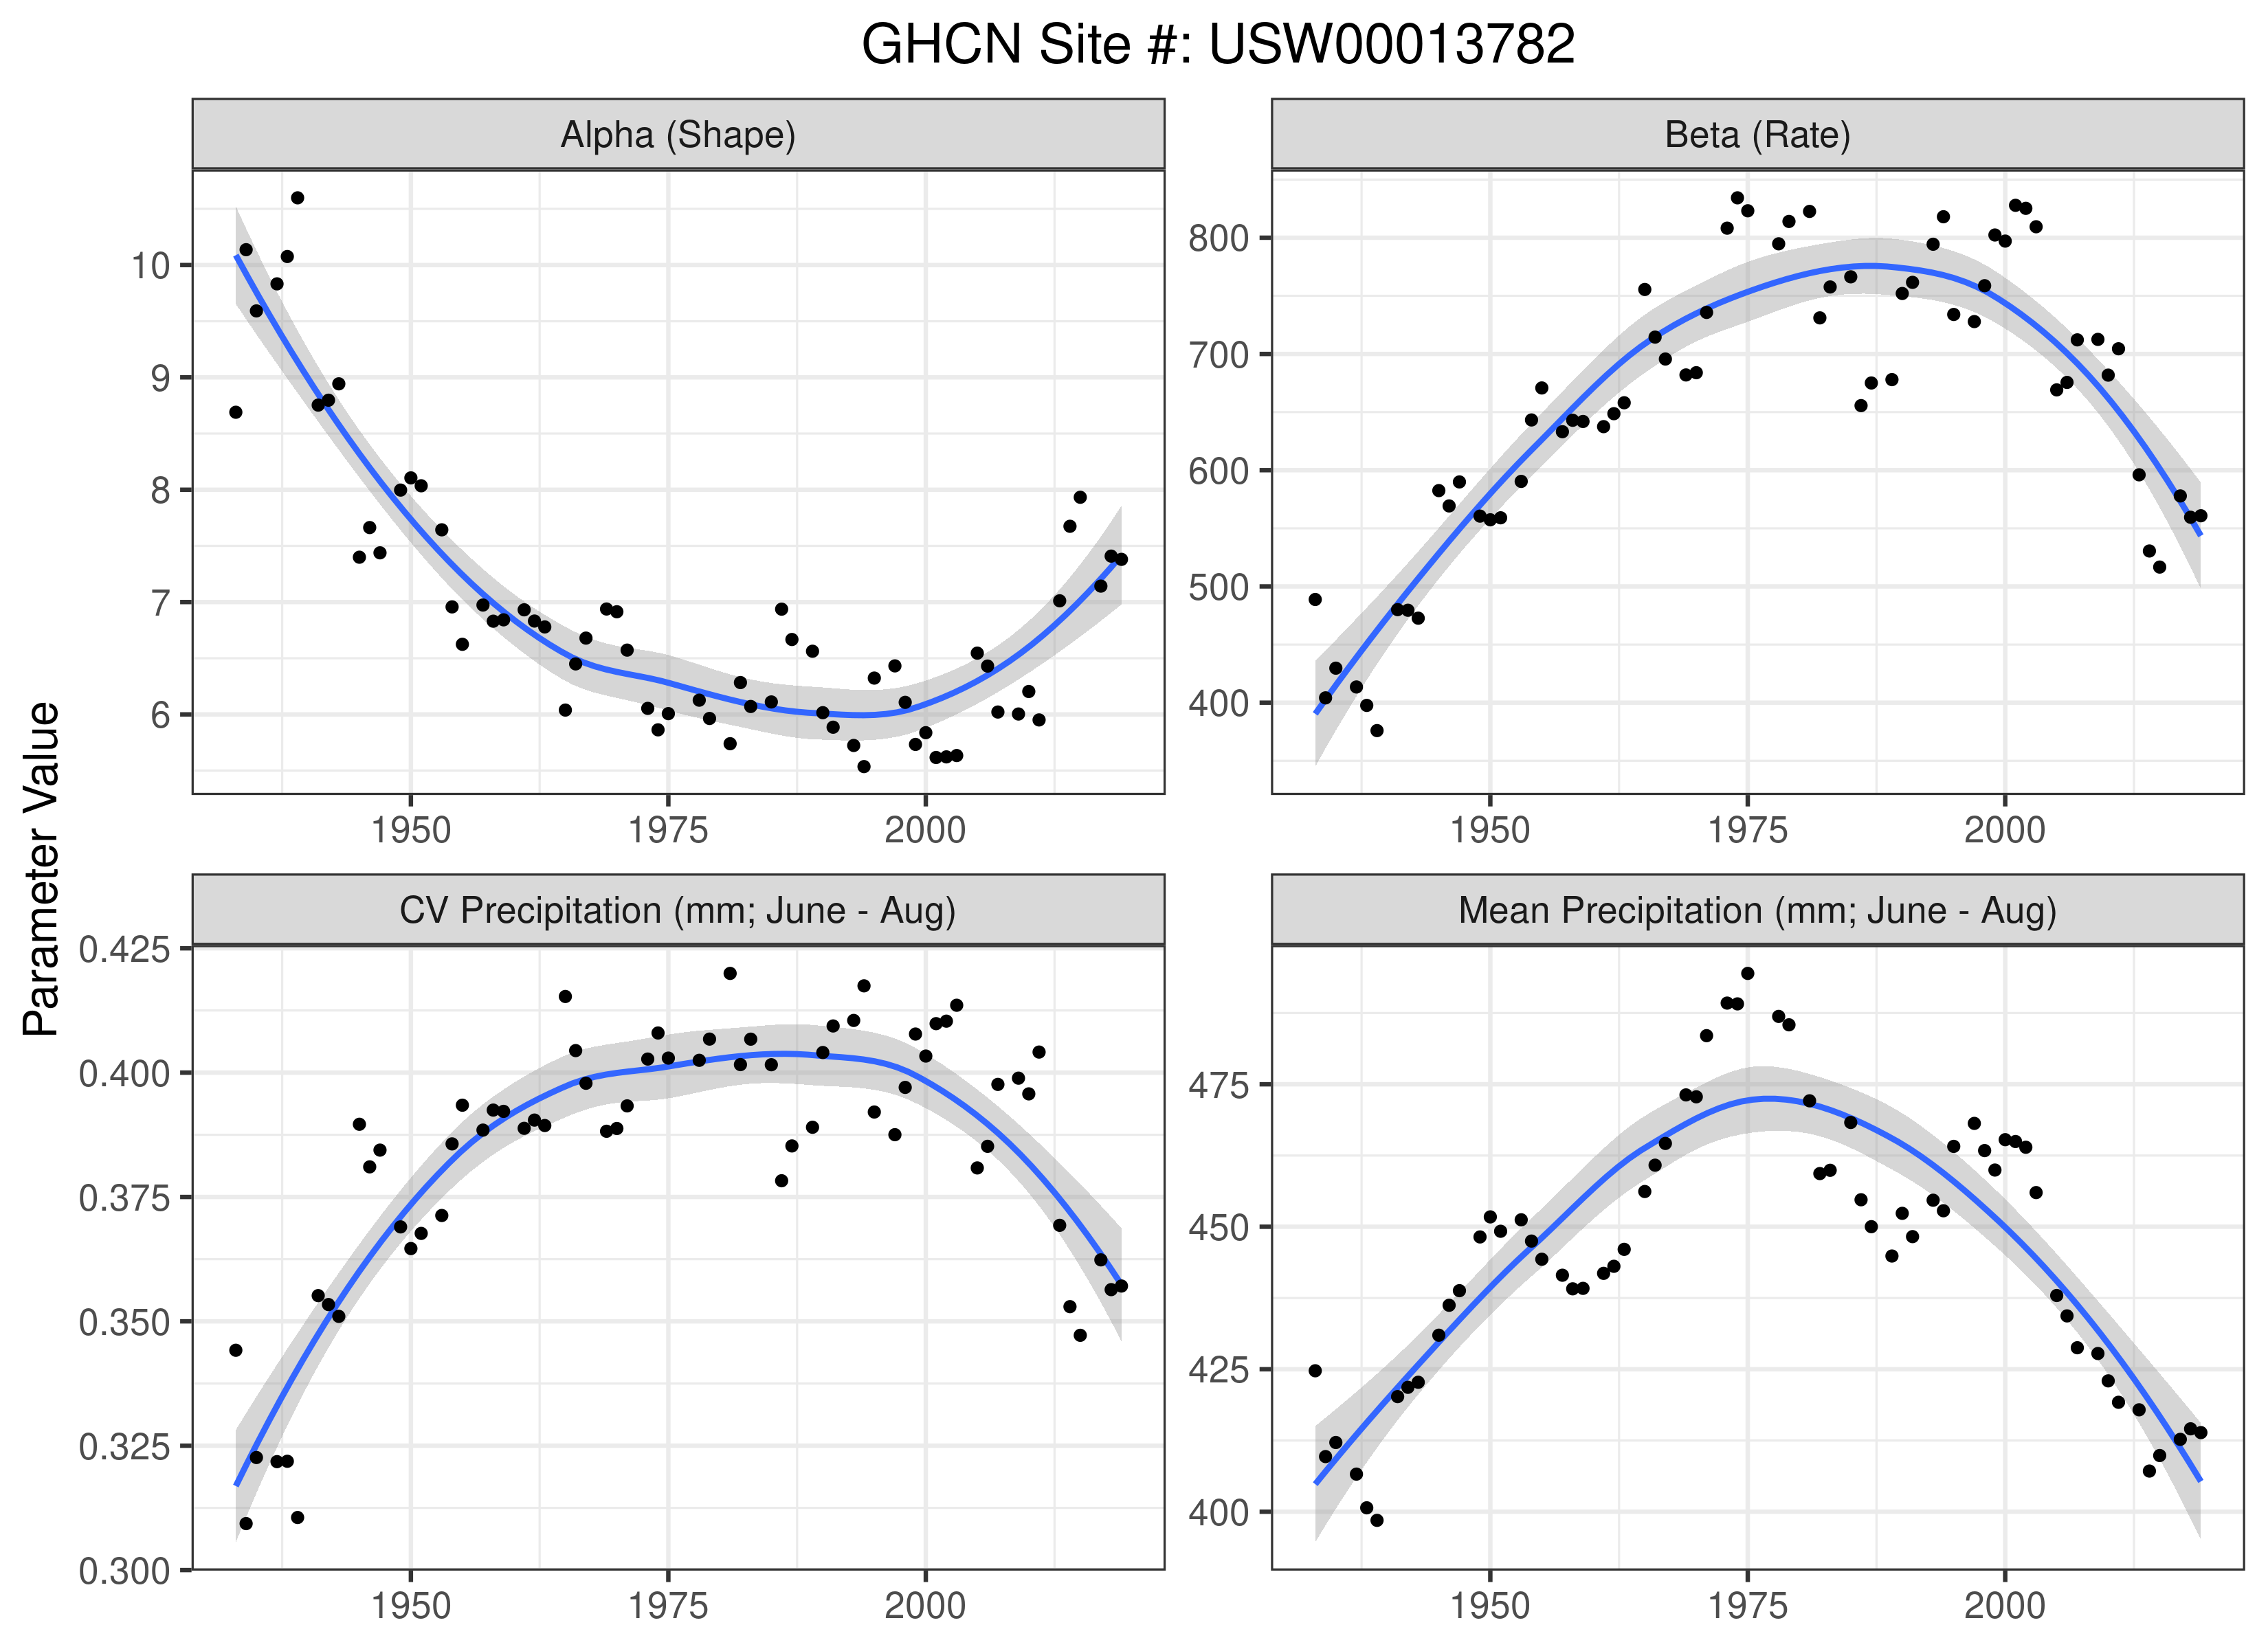 GHCN Site #: USW00013782
Parameter Value
Alpha (Shape)
10
9
8
7
6
1950 1975 2000
Beta (Rate)
800
700
600
500
400
1950 1975 2000
CV Precipitation (mm; June - Aug)
0.425
0.400
0.375
0.350
0.325
0.300
1950 1975 2000
Mean Precipitation (mm; June - Aug)
475
450
425
400
1950 1975 2000